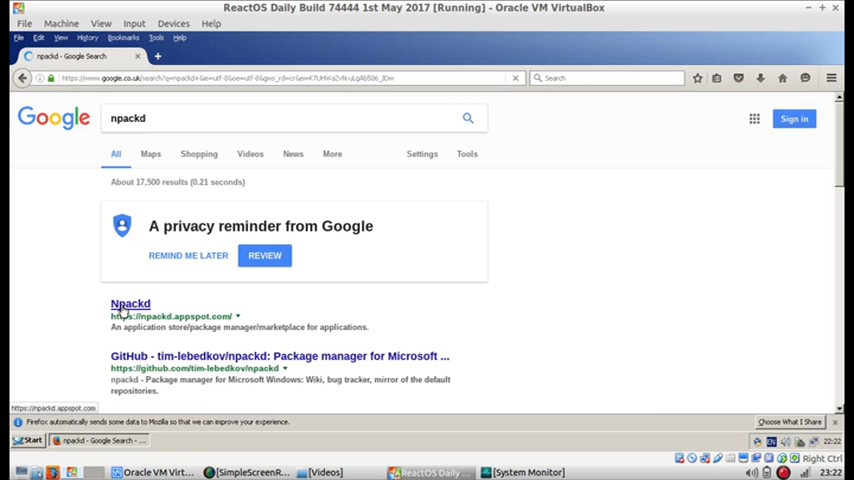 ReactOS Daily Build 74444 1st May 2017 [Running] - Oracle VM VirtualBox
File Machine View Input Devices Help
File Edit View History Bookmarks Tools Help
npackd - Google Search
Search
Google npackd Sign in
All Maps Shopping Videos News More Settings Tools
About 17,500 results (0.21 seconds)
A privacy reminder from Google
REMIND ME LATER REVIEW
Npackd
https://npackd.appspot.com/
An application store/package manager/marketplace for applications.
GitHub - tim-lebedkov/npackd: Package manager for Microsoft ...
https://github.com/tim-lebedkov/npackd
npackd - Package manager for Microsoft Windows: Wiki, bug tracker, mirror of the default
repositories.
https://npackd.appspot.com
Firefox automatically sends some data to Mozilla so that we can improve your experience. Choose What I Share
Start npackd - Google Search - ... EN 22:22
Right Ctrl
Oracle VM Virt... [SimpleScreenR... [Videos] ReactOS Daily ... [System Monitor] 23:22